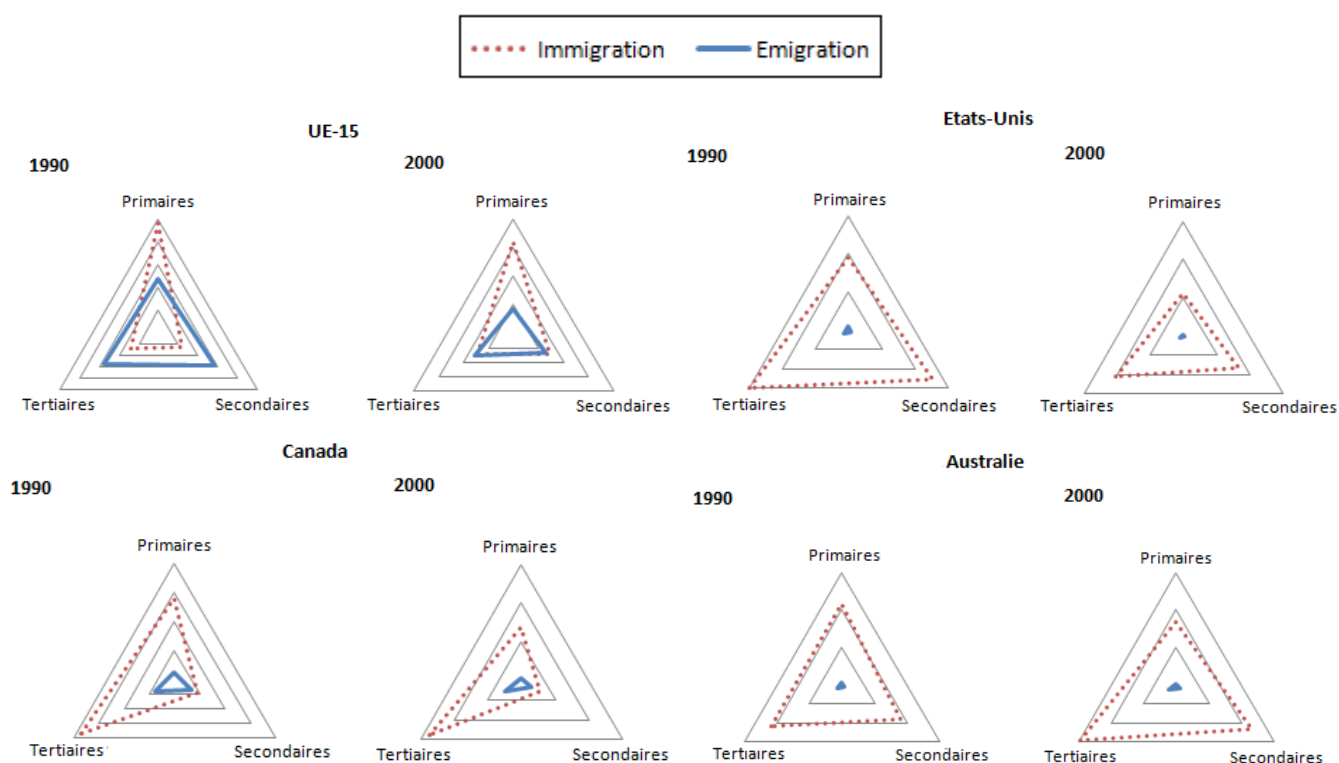 Immigration Emigration
UE-15
Etats-Unis
1990
2000
1990
2000
Primaires
Primaires
Primaires
Primaires
Tertiaires Secondaires
Tertiaires Secondaires
Tertiaires Secondaires
Tertiaires Secondaires
Canada
Australie
1990
2000
1990
2000
Primaires
Primaires
Primaires
Primaires
Tertiaires Secondaires
Tertiaires Secondaires
Tertiaires Secondaires
Tertiaires Secondaires